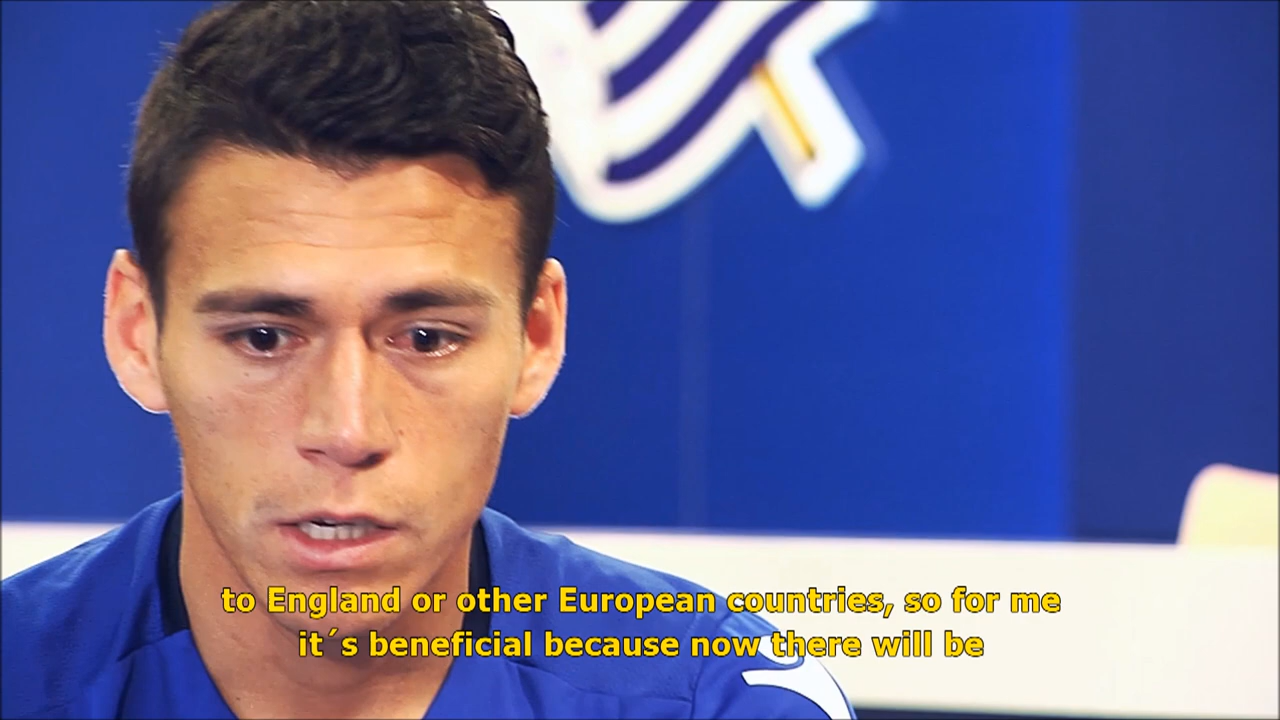 to England or other European countries, so for me
it´s beneficial because now there will be